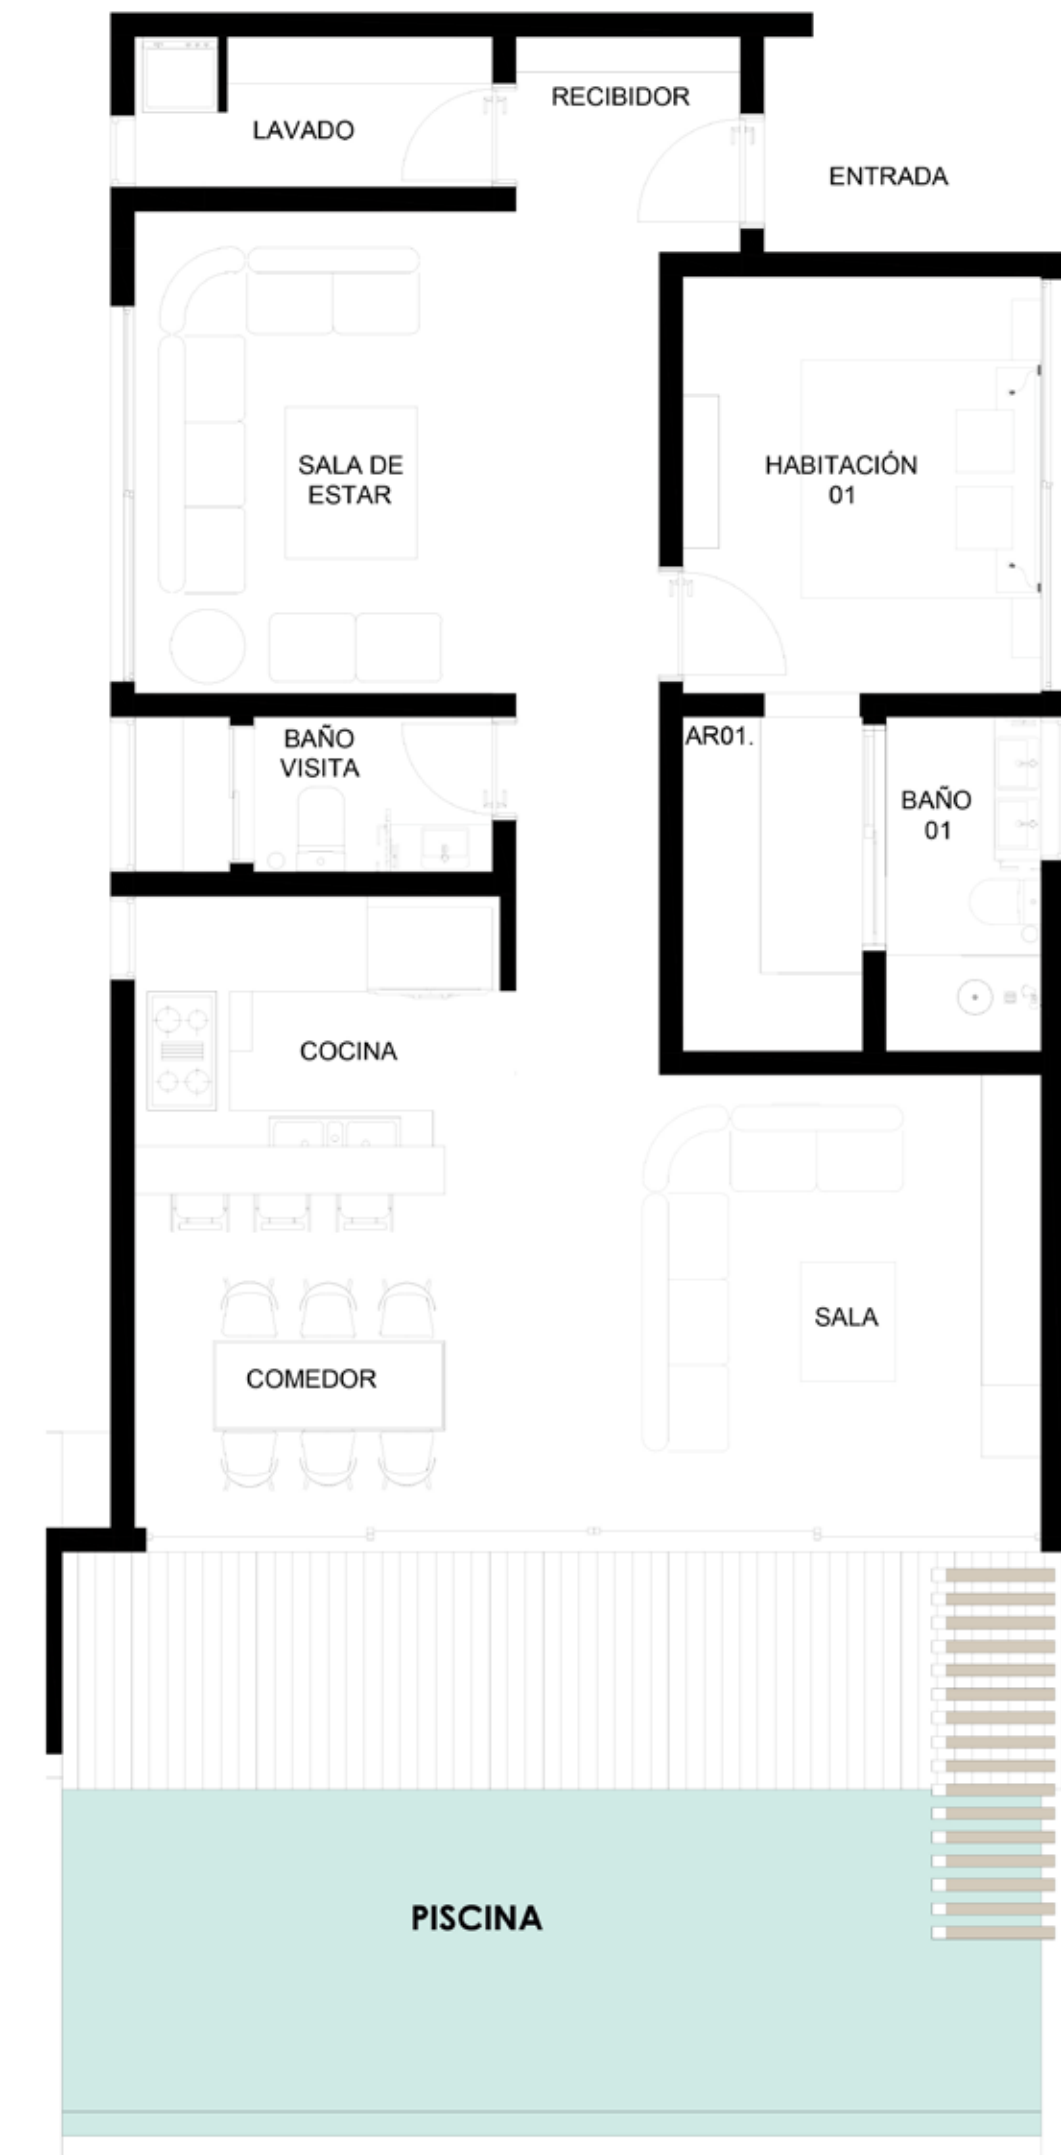 RECIBIDOR
LAVADO
ENTRADA
SALA DE
ESTAR
HABITACIÓN
01
BAÑO
VISITA
AR01.
BAÑO
01
COCINA
SALA
COMEDOR
PISCINA